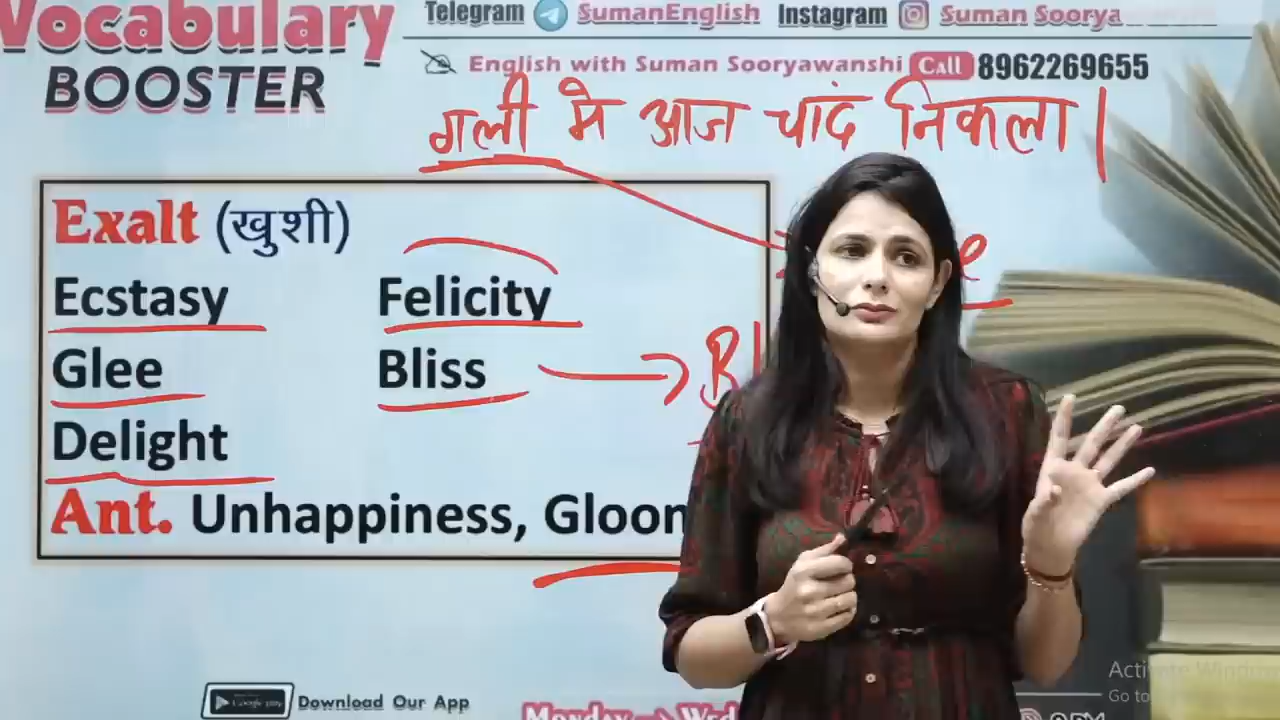 Vocabulary
BOOSTER
Telegram SumanEnglish Instagram Suman Soorya
English with Suman Sooryawanshi Call 8962269655
गली मे आज चांद निकला |
Exalt (खुशी)
Ecstasy Felicity
Glee Bliss
Delight
Ant. Unhappiness, Gloom
Download Our App
Monday